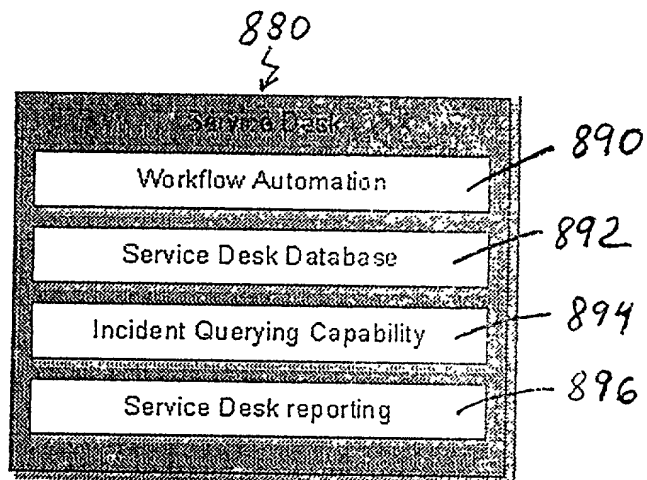 880
Service Desk
Workflow Automation
890
Service Desk Database
892
Incident Querying Capability
894
Service Desk reporting
896